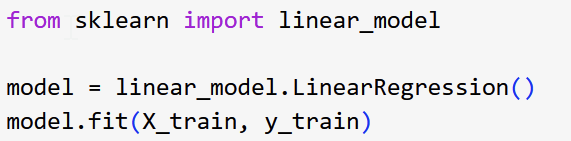 from sklearn import linear_model
model = linear_model.LinearRegression()
model.fit(X_train, y_train)